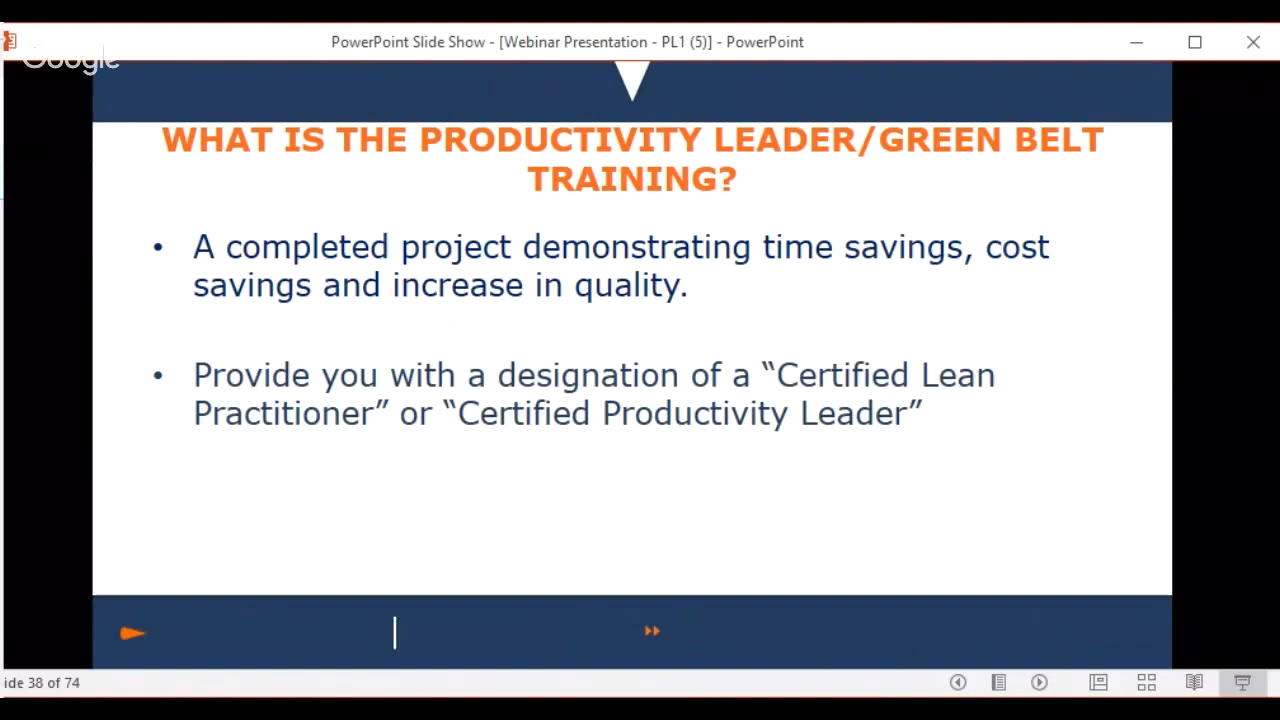 PowerPoint Slide Show - [Webinar Presentation - PL1 (5)] - PowerPoint
Google
WHAT IS THE PRODUCTIVITY LEADER/GREEN BELT
TRAINING?
• A completed project demonstrating time savings, cost
savings and increase in quality.
• Provide you with a designation of a “Certified Lean
Practitioner” or “Certified Productivity Leader”
ide 38 of 74